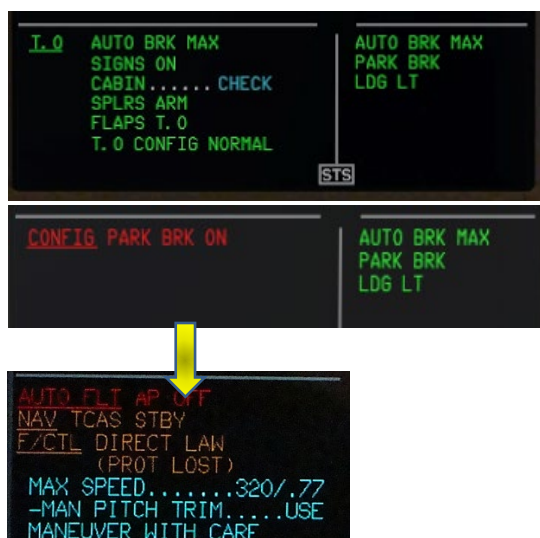 T.O AUTO BRK MAX
SIGNS ON
CABIN......CHECK
SPLRS ARM
FLAPS T.O
T.O CONFIG NORMAL
AUTO BRK MAX
PARK BRK
LDG LT
STS
CONFIG PARK BRK ON
AUTO BRK MAX
PARK BRK
LDG LT
AUTO FLT AP OFF
NAV TCAS STBY
F/CTL DIRECT LAW
(PROT LOST)
MAX SPEED........320/.77
-MAN PITCH TRIM.....USE
MANEUVER WITH CARE